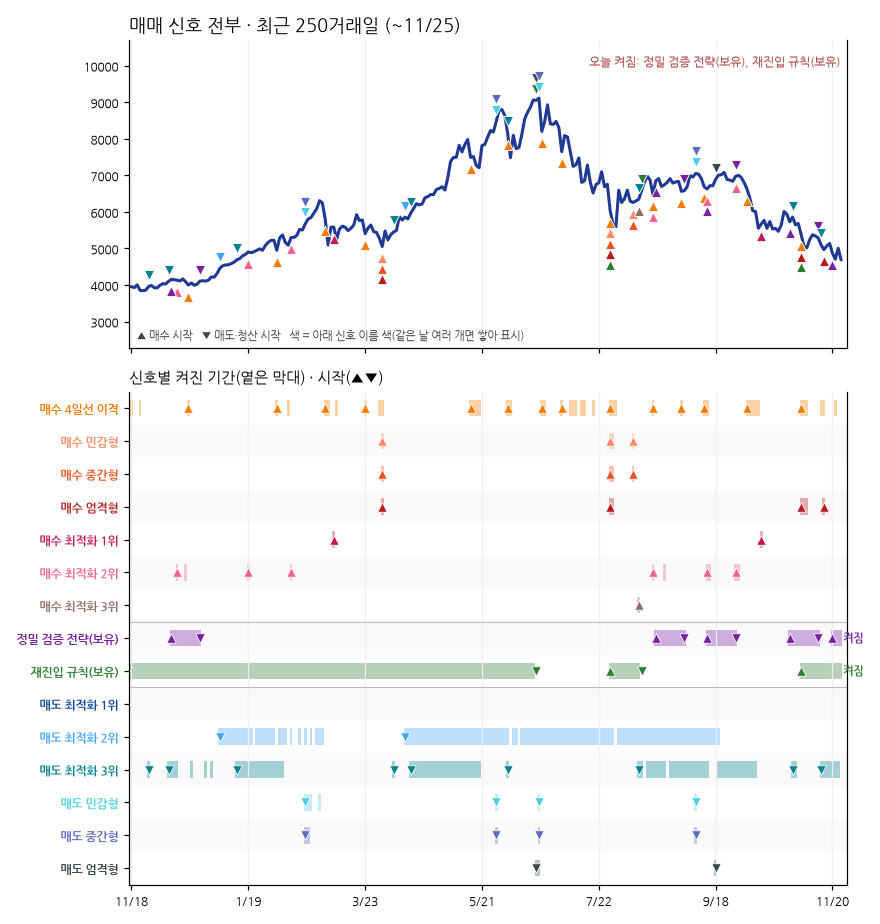 매매 신호 전부 · 최근 250거래일 (~11/25)
오늘 켜짐: 정밀 검증 전략(보유), 재진입 규칙(보유)
10000
9000
8000
7000
6000
5000
4000
3000
▲ 매수 시작 ▼ 매도·청산 시작 색 = 아래 신호 이름 색(같은 날 여러 개면 쌓아 표시)
신호별 켜진 기간(옅은 막대) · 시작(▲▼)
매수 4일선 이격
매수 민감형
매수 중간형
매수 엄격형
매수 최적화 1위
매수 최적화 2위
매수 최적화 3위
정밀 검증 전략(보유) 켜짐
재진입 규칙(보유) 켜짐
매도 최적화 1위
매도 최적화 2위
매도 최적화 3위
매도 민감형
매도 중간형
매도 엄격형
11/18 1/19 3/23 5/21 7/22 9/18 11/20